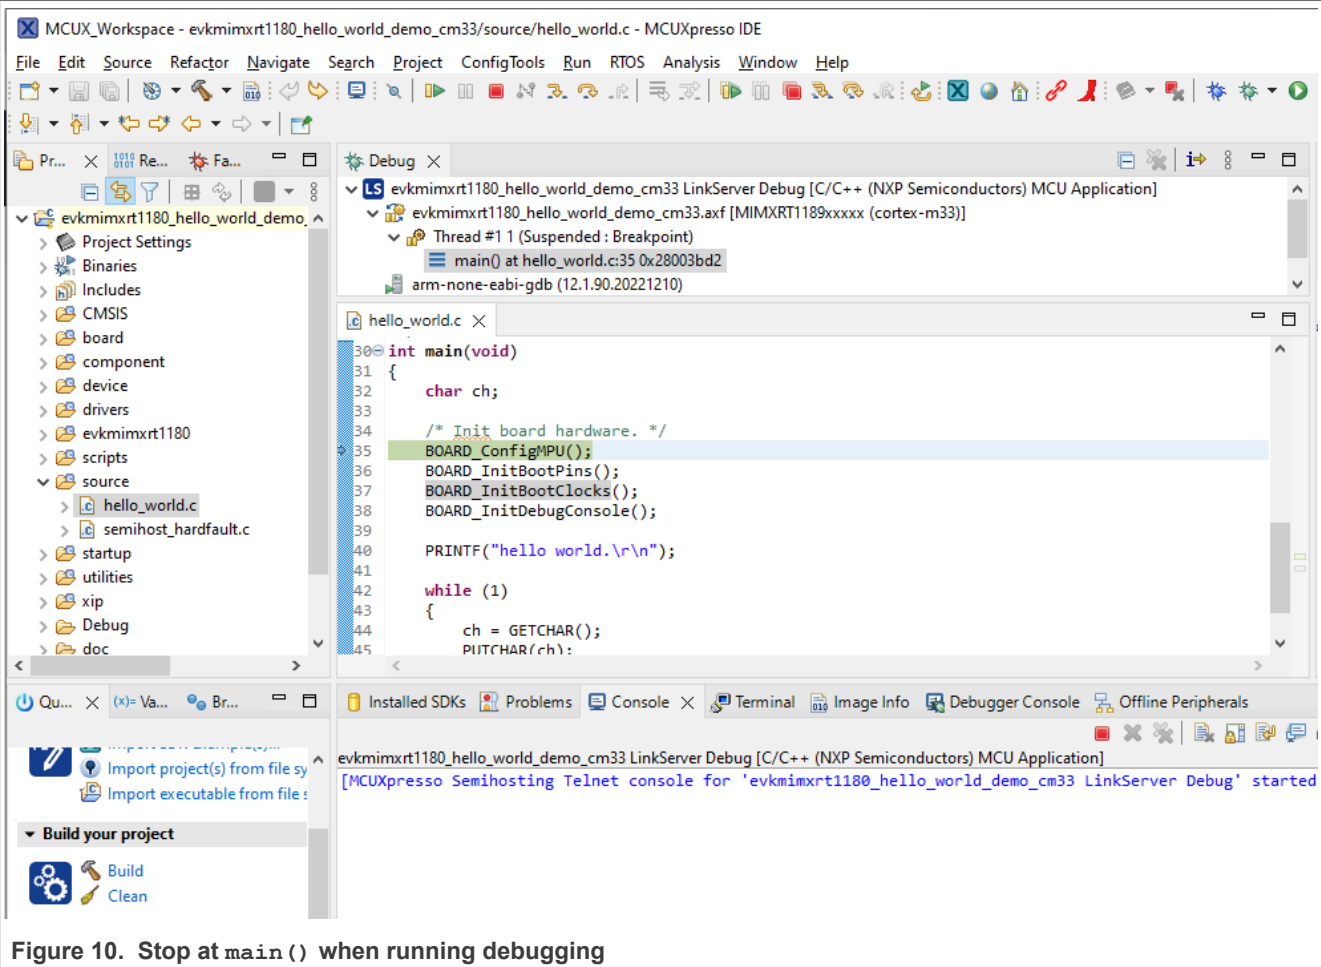 MCUX_Workspace - evkmimxrt1180_hello_world_demo_cm33/source/hello_world.c - MCUXpresso IDE
File Edit Source Refactor Navigate Search Project ConfigTools Run RTOS Analysis Window Help
Pr... Re... Fa...
evkmimxrt1180_hello_world_demo_
Project Settings
Binaries
Includes
CMSIS
board
component
device
drivers
evkmimxrt1180
scripts
source
hello_world.c
semihost_hardfault.c
startup
utilities
xip
Debug
doc
Debug
LS evkmimxrt1180_hello_world_demo_cm33 LinkServer Debug [C/C++ (NXP Semiconductors) MCU Application]
evkmimxrt1180_hello_world_demo_cm33.axf [MIMXRT1189xxxxx (cortex-m33)]
Thread #1 1 (Suspended : Breakpoint)
main() at hello_world.c:35 0x28003bd2
arm-none-eabi-gdb (12.1.90.20221210)
hello_world.c
30 int main(void)
31 {
32 char ch;
33
34 /* Init board hardware. */
35 BOARD_ConfigMPU();
36 BOARD_InitBootPins();
37 BOARD_InitBootClocks();
38 BOARD_InitDebugConsole();
39
40 PRINTF("hello world.\r\n");
41
42 while (1)
43 {
44 ch = GETCHAR();
45 PUTCHAR(ch);
Qu... (x)= Va... Br...
Import project(s) from file sy
Import executable from file s
Build your project
Build
Clean
Installed SDKs Problems Console Terminal Image Info Debugger Console Offline Peripherals
evkmimxrt1180_hello_world_demo_cm33 LinkServer Debug [C/C++ (NXP Semiconductors) MCU Application]
[MCUXpresso Semihosting Telnet console for 'evkmimxrt1180_hello_world_demo_cm33 LinkServer Debug' started
Figure 10. Stop at main() when running debugging